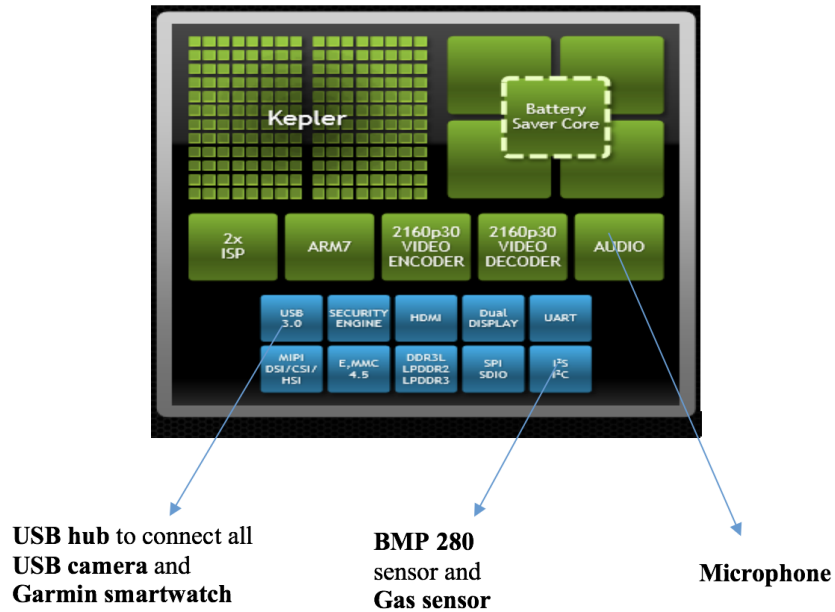 Kepler
Battery
Saver Core
2x
ISP
ARM7
2160p30
VIDEO
ENCODER
2160p30
VIDEO
DECODER
AUDIO
USB
3.0
SECURITY
ENGINE
HDMI
Dual
DISPLAY
UART
MIPI
DSI/CSI/
HSI
E,MMC
4.5
DDR3L
LPDDR2
LPDDR3
SPI
SDIO
I²S
I²C
USB hub to connect all
USB camera and
Garmin smartwatch
BMP 280
sensor and
Gas sensor
Microphone